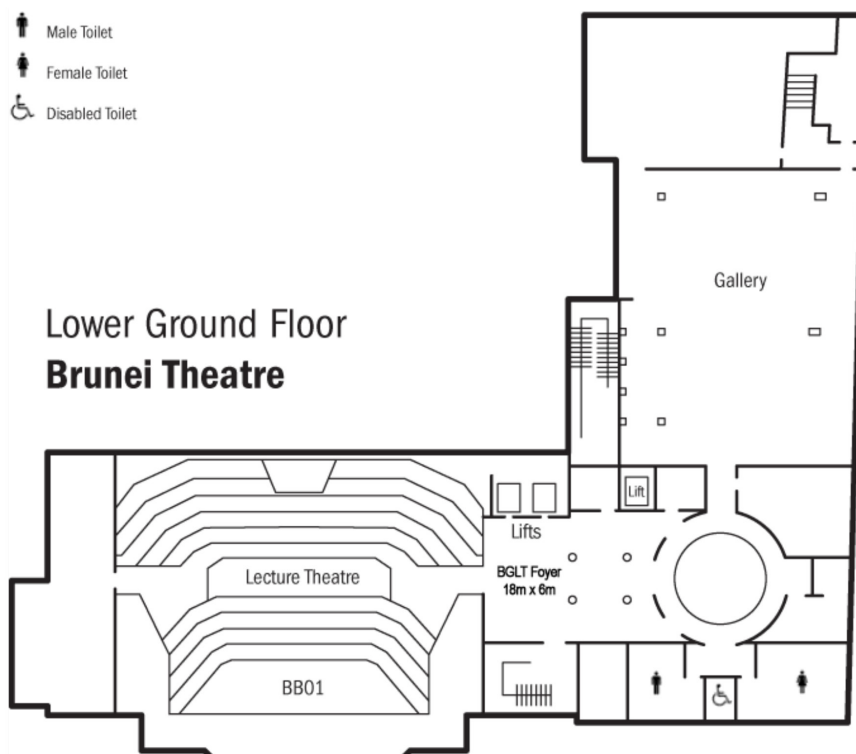 Male Toilet
Female Toilet
Disabled Toilet
Gallery
Lower Ground Floor
Brunei Theatre
Lift
Lifts
BGLT Foyer
18m x 6m
Lecture Theatre
BB01